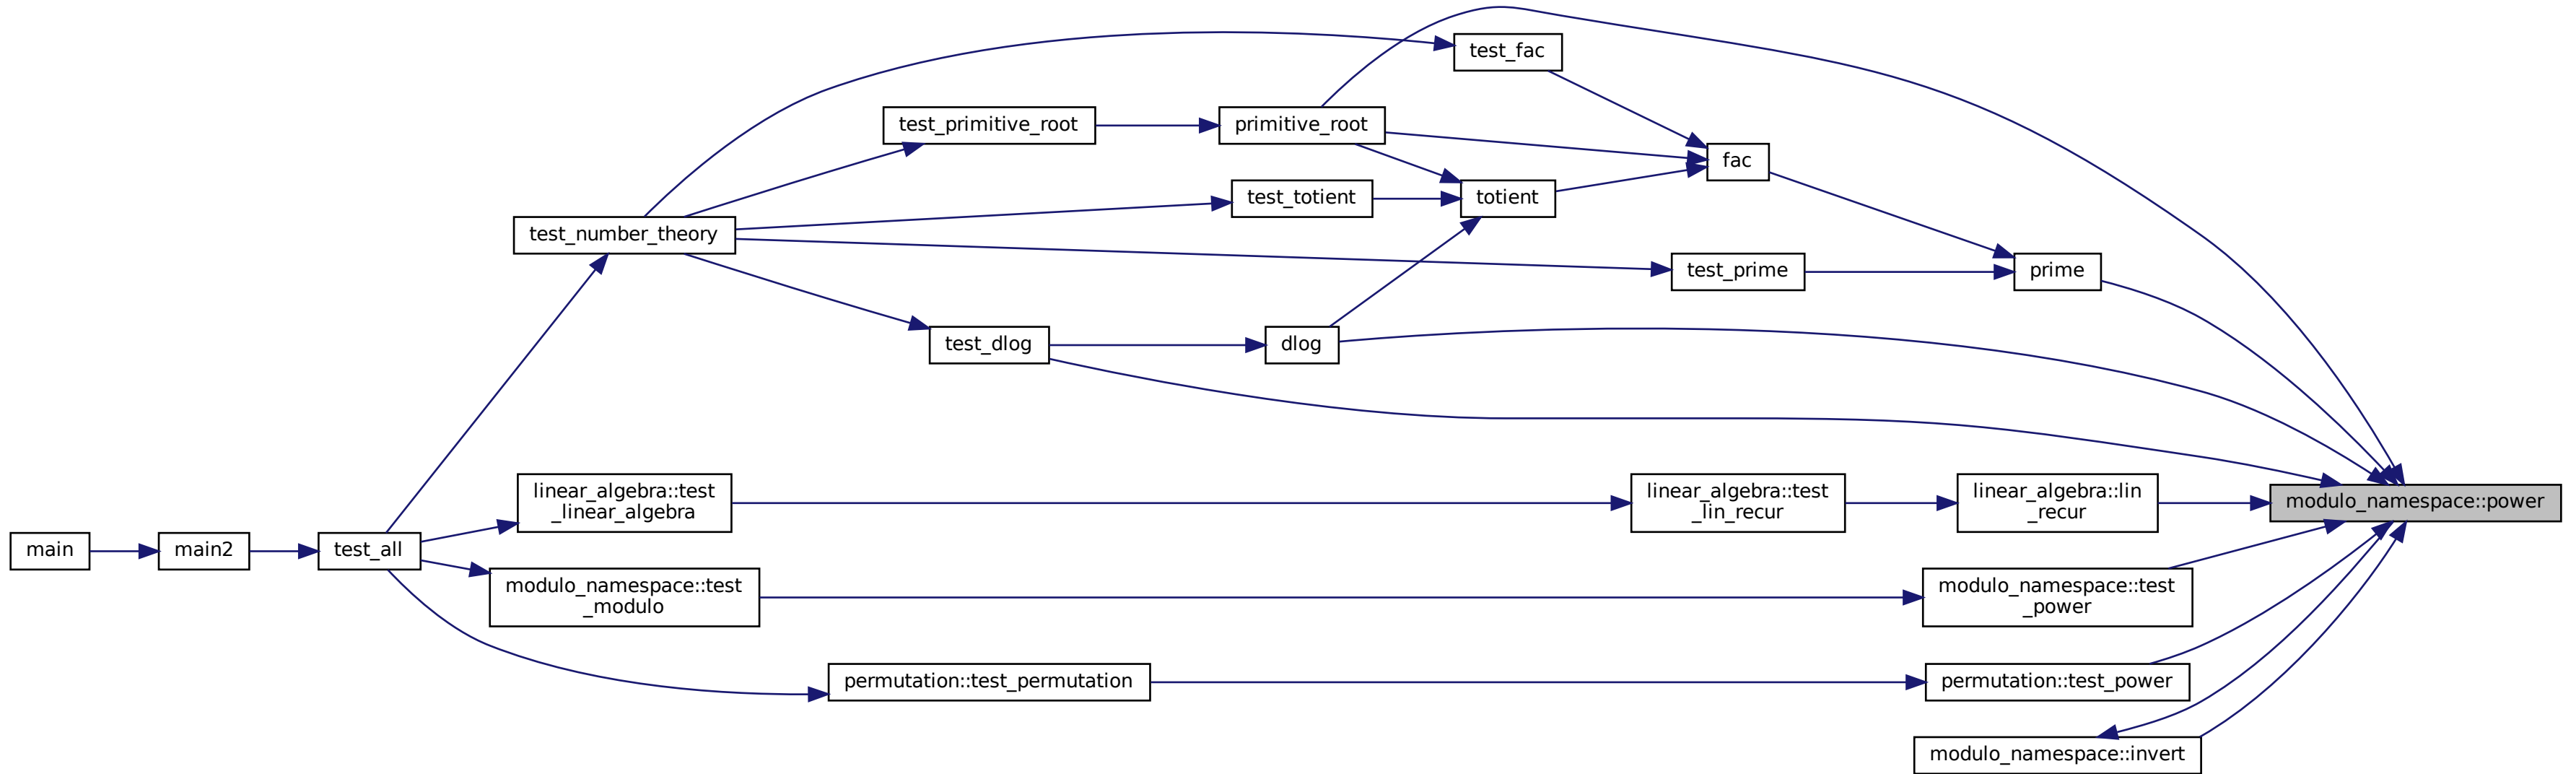 test_fac
test_primitive_root
primitive_root
fac
test_totient
totient
test_number_theory
test_prime
prime
test_dlog
dlog
linear_algebra::test
_linear_algebra
linear_algebra::test
_lin_recur
linear_algebra::lin
_recur
modulo_namespace::power
main
main2
test_all
modulo_namespace::test
_modulo
modulo_namespace::test
_power
permutation::test_permutation
permutation::test_power
modulo_namespace::invert